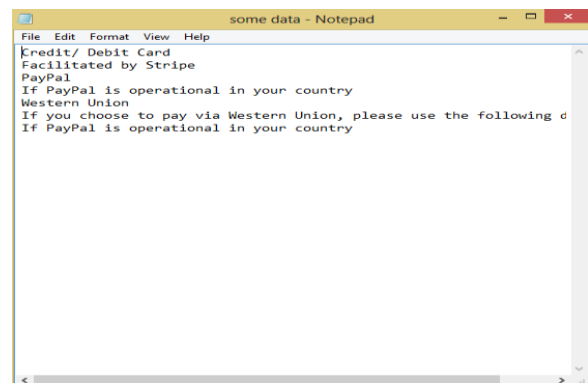 some data - Notepad
File Edit Format View Help
Credit/ Debit Card
Facilitated by Stripe
PayPal
If PayPal is operational in your country
Western Union
If you choose to pay via Western Union, please use the following d
If PayPal is operational in your country